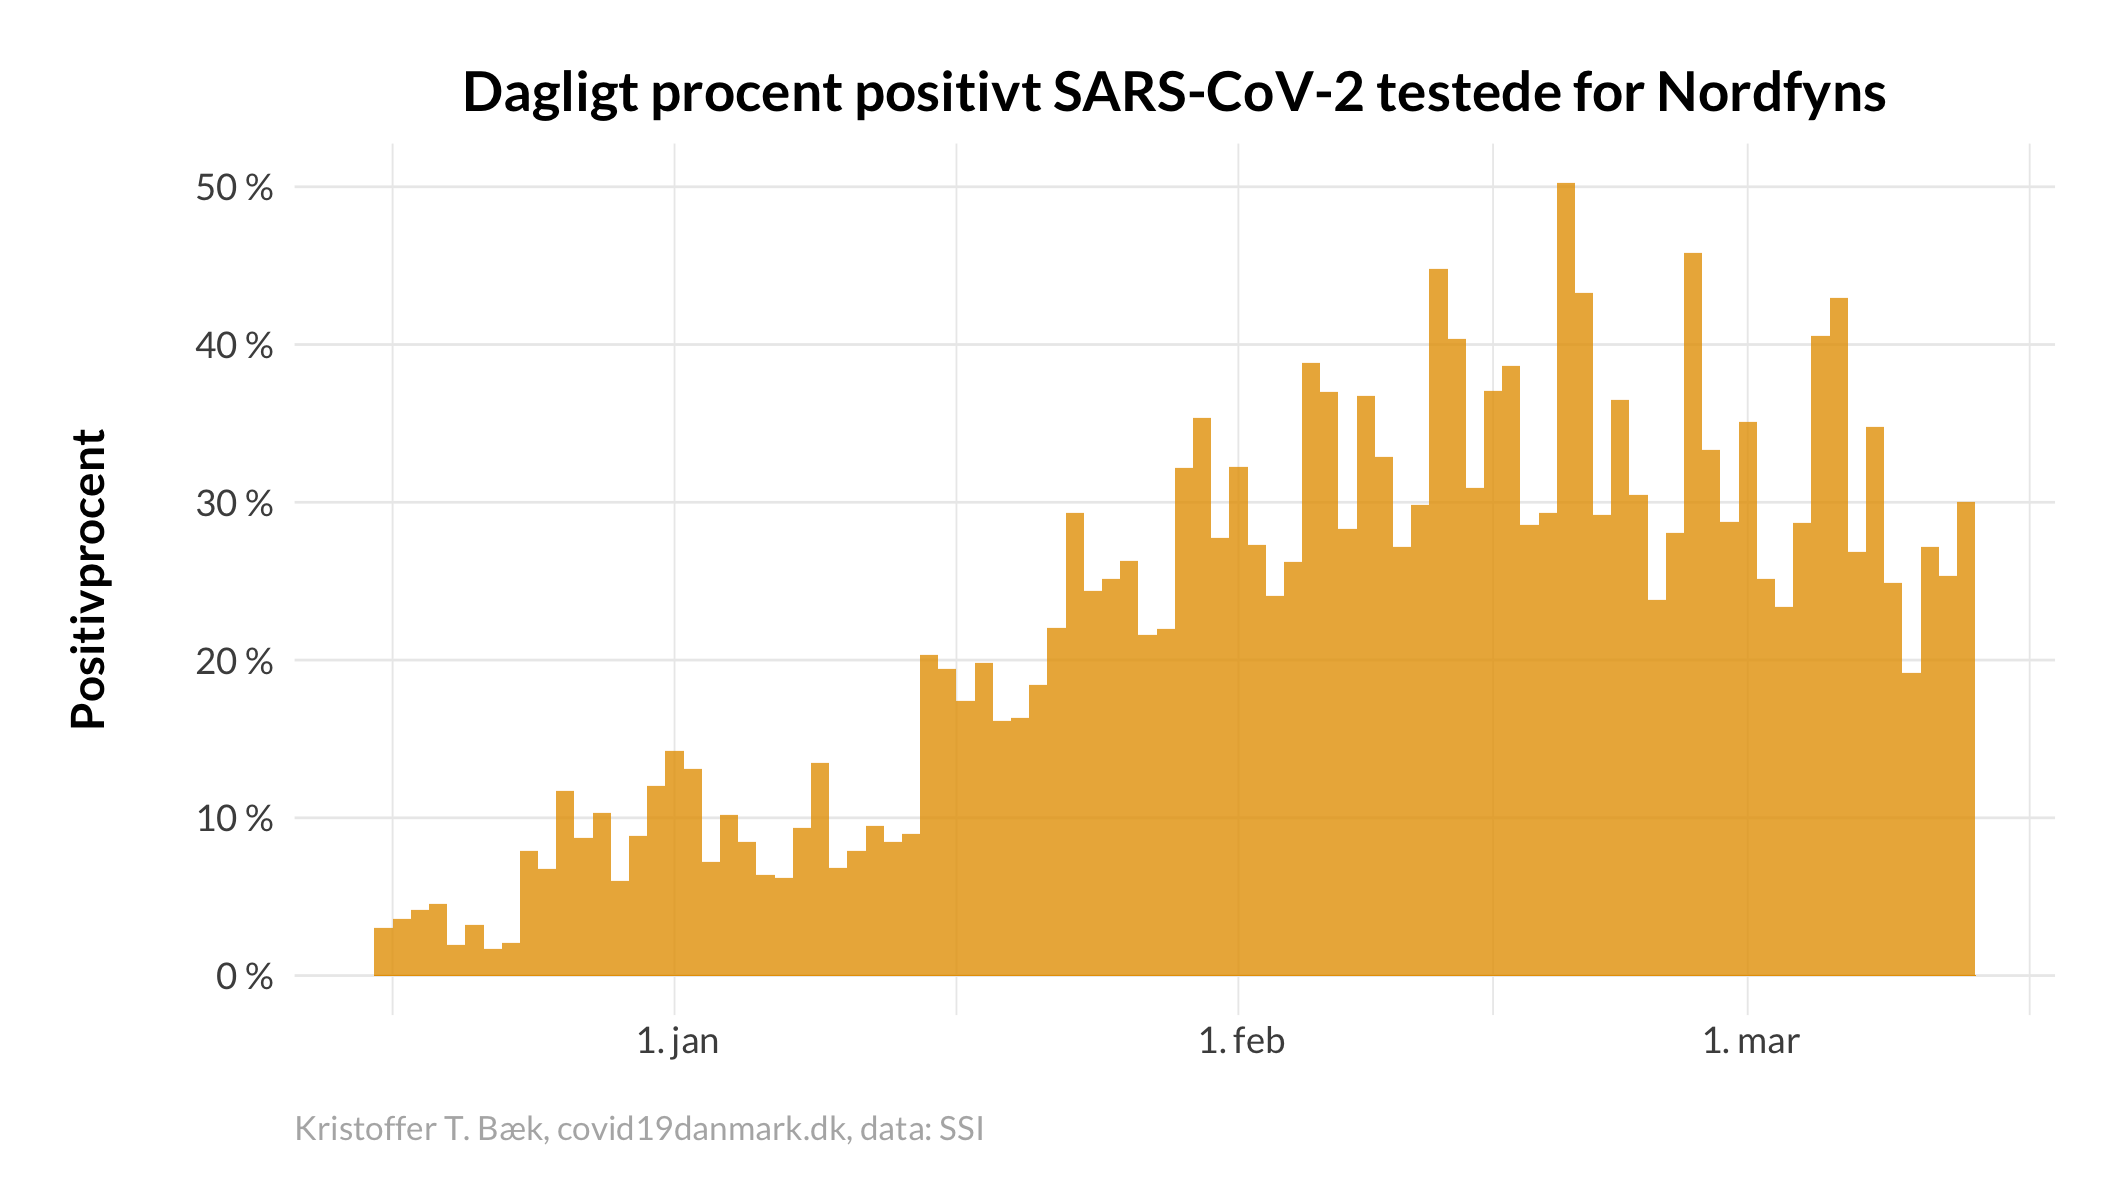 Dagligt procent positivt SARS-CoV-2 testede for Nordfyns
Positivprocent
50 %
40 %
30 %
20 %
10 %
0 %
1. jan
1. feb
1. mar
Kristoffer T. Bæk, covid19danmark.dk, data: SSI